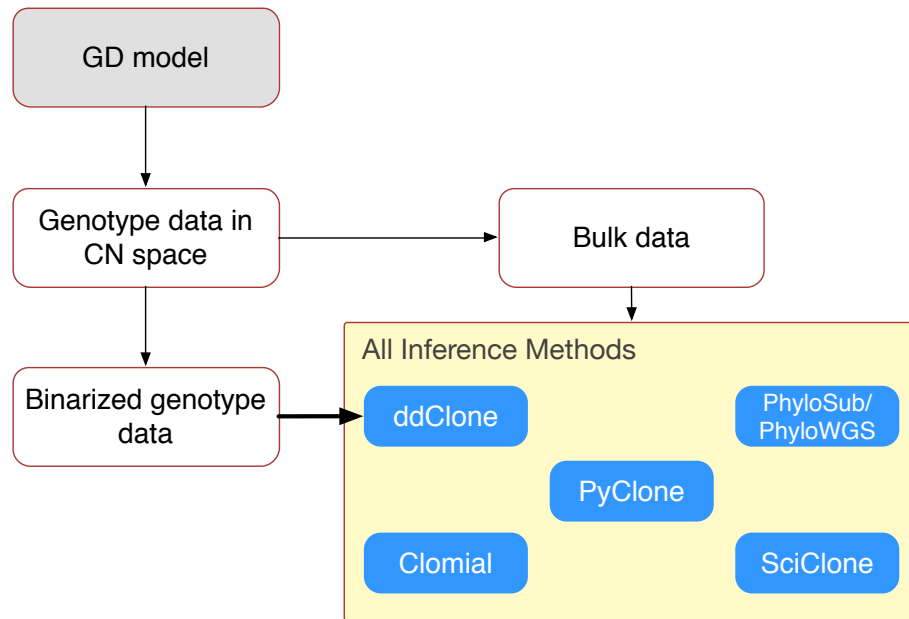 GD model
Genotype data in
CN space
Bulk data
All Inference Methods
Binarized genotype
data
ddClone
PhyloSub/
PhyloWGS
PyClone
Clomial
SciClone